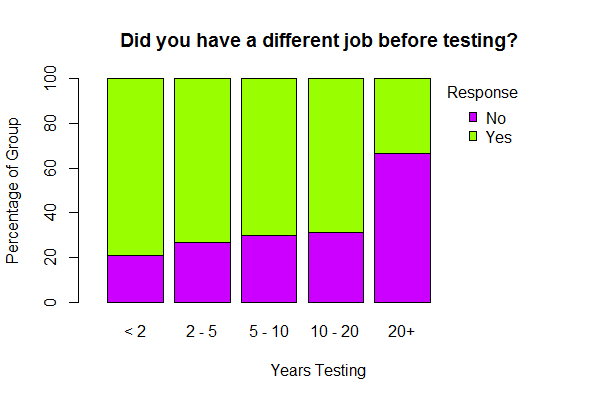 Did you have a different job before testing?
Percentage of Group
100
80
60
40
20
0
Response
No
Yes
< 2 2 - 5 5 - 10 10 - 20 20+
Years Testing